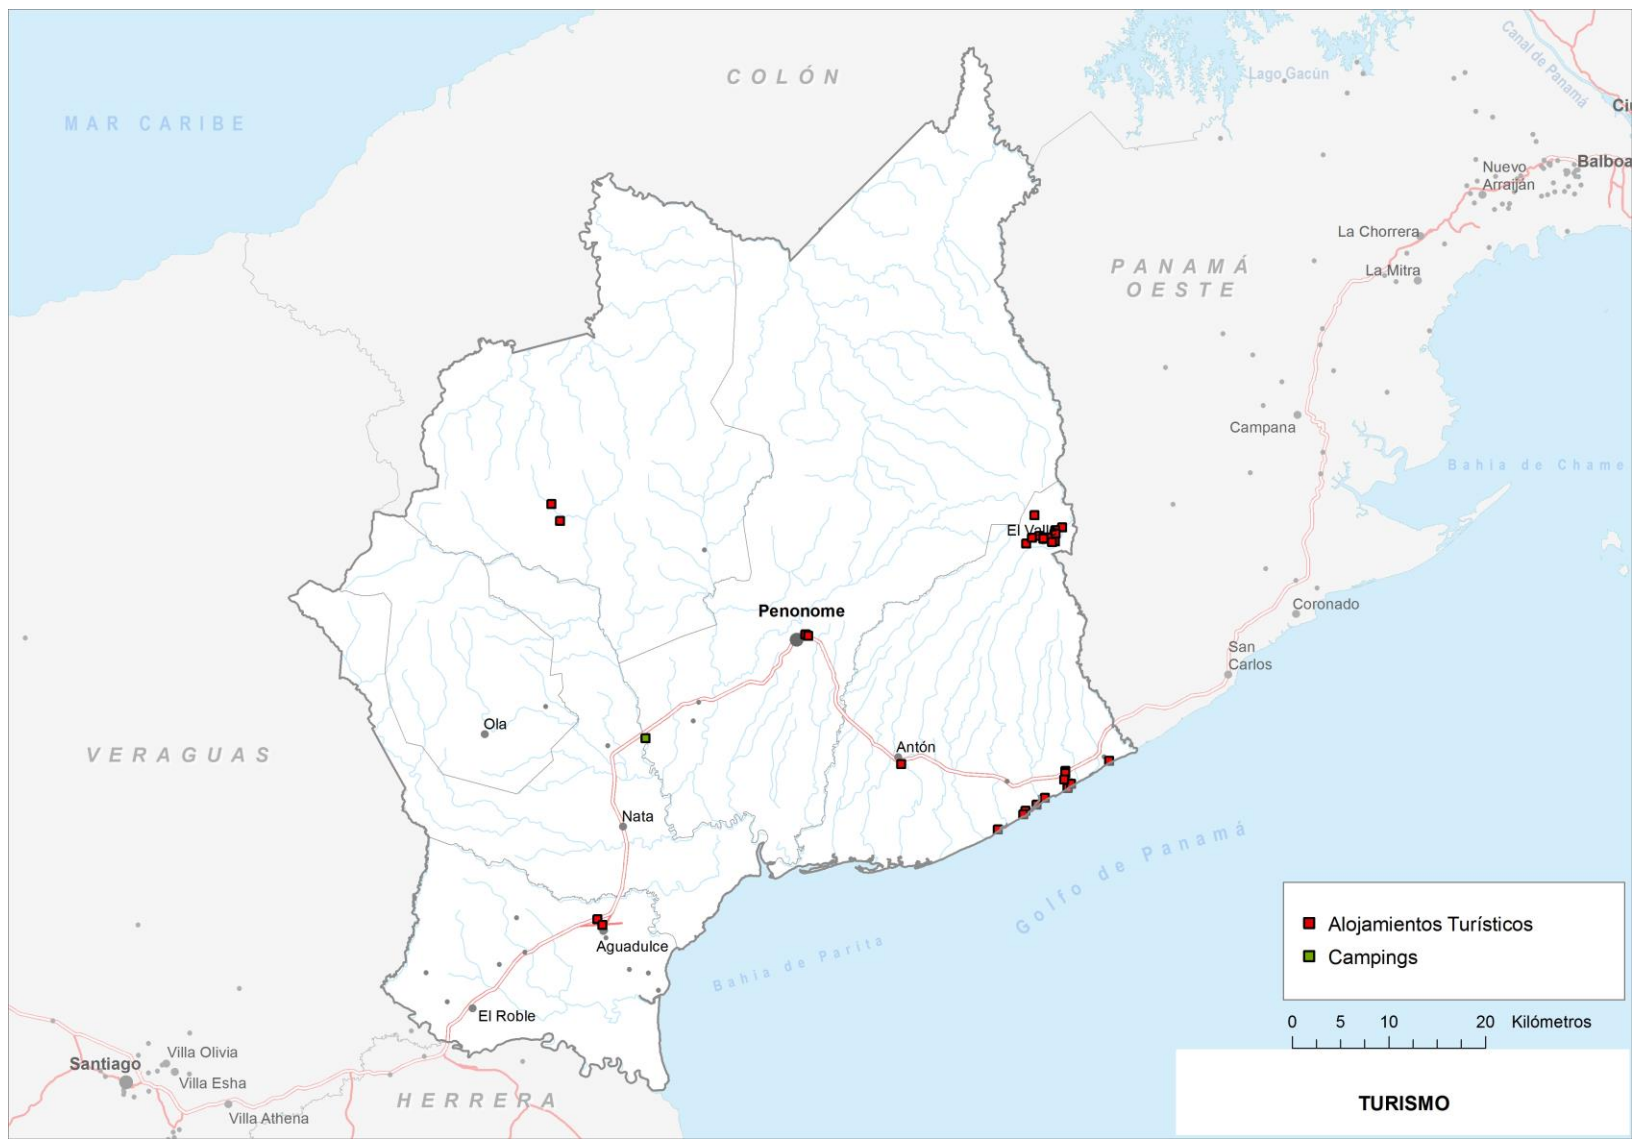 COLÓN
Lago Gacún
Canal de Panamá
MAR CARIBE
Nuevo
Arraiján
Balboa
La Chorrera
La Mitra
PANAMÁ
OESTE
Campana
Bahía de Chame
El Valle
Penonome
Coronado
San
Carlos
Ola
VERAGUAS
Antón
Nata
Golfo de Panamá
Aguadulce
Bahía de Parita
El Roble
Santiago
Villa Olivia
Villa Esha
Villa Athena
HERRERA
Alojamientos Turísticos
Campings
0 5 10 20 Kilómetros
TURISMO